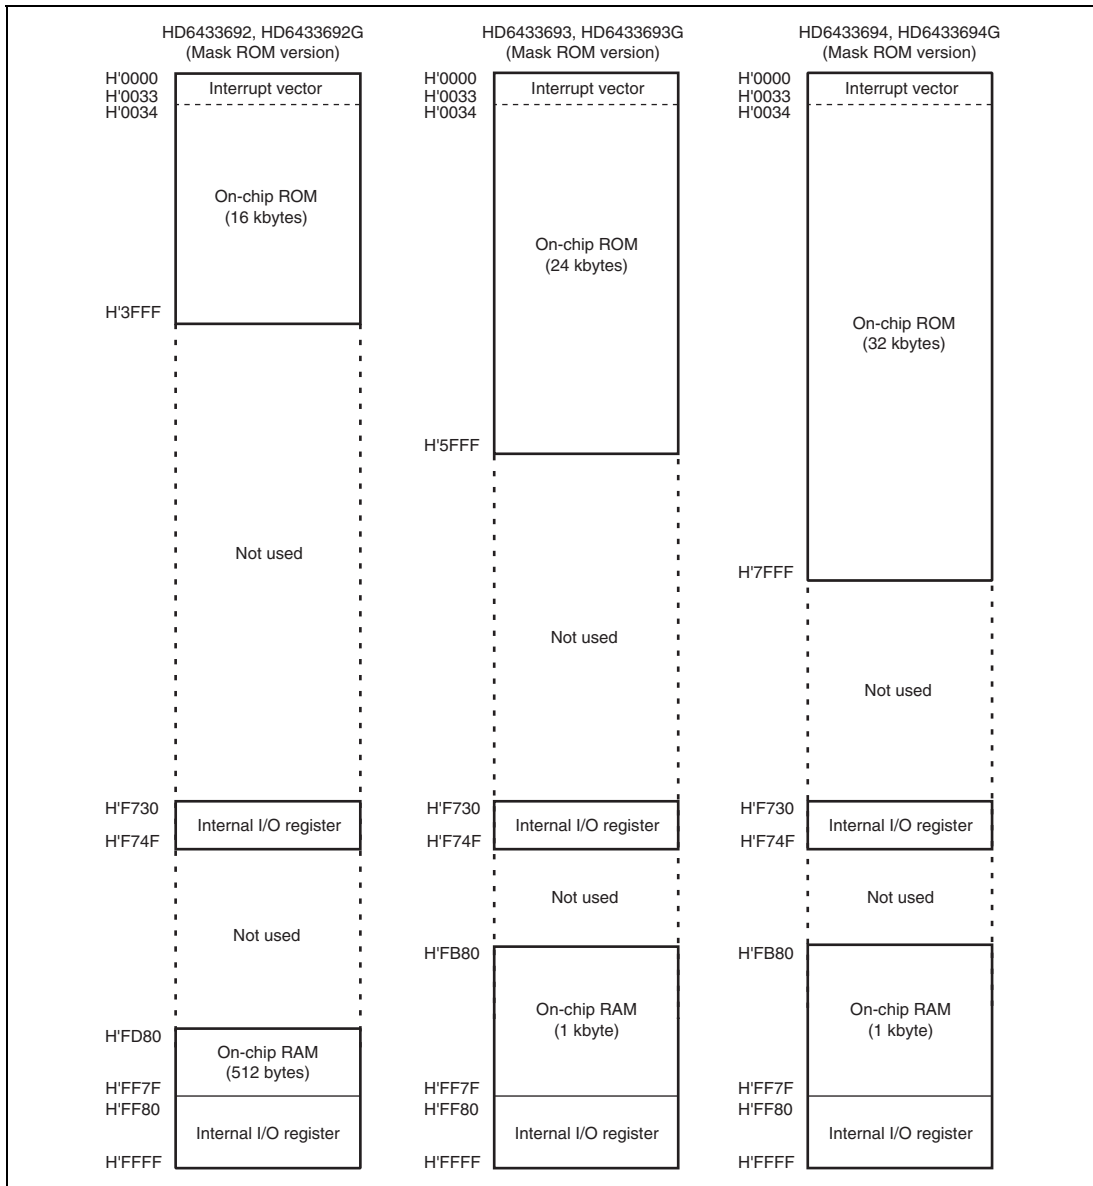 HD6433692, HD6433692G
(Mask ROM version)
H'0000
H'0033
H'0034
Interrupt vector
On-chip ROM
(16 kbytes)
H'3FFF
Not used
H'F730
H'F74F
Internal I/O register
Not used
H'FD80
On-chip RAM
(512 bytes)
H'FF7F
H'FF80
Internal I/O register
H'FFFF
HD6433693, HD6433693G
(Mask ROM version)
H'0000
H'0033
H'0034
Interrupt vector
On-chip ROM
(24 kbytes)
H'5FFF
Not used
H'F730
H'F74F
Internal I/O register
Not used
H'FB80
On-chip RAM
(1 kbyte)
H'FF7F
H'FF80
Internal I/O register
H'FFFF
HD6433694, HD6433694G
(Mask ROM version)
H'0000
H'0033
H'0034
Interrupt vector
On-chip ROM
(32 kbytes)
H'7FFF
Not used
H'F730
H'F74F
Internal I/O register
Not used
H'FB80
On-chip RAM
(1 kbyte)
H'FF7F
H'FF80
Internal I/O register
H'FFFF